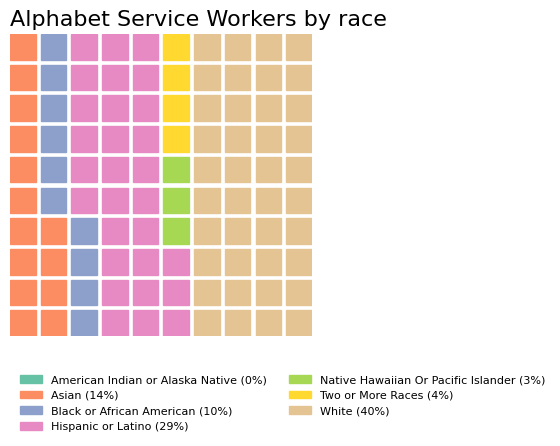 Alphabet Service Workers by race
American Indian or Alaska Native (0%)
Asian (14%)
Black or African American (10%)
Hispanic or Latino (29%)
Native Hawaiian Or Pacific Islander (3%)
Two or More Races (4%)
White (40%)